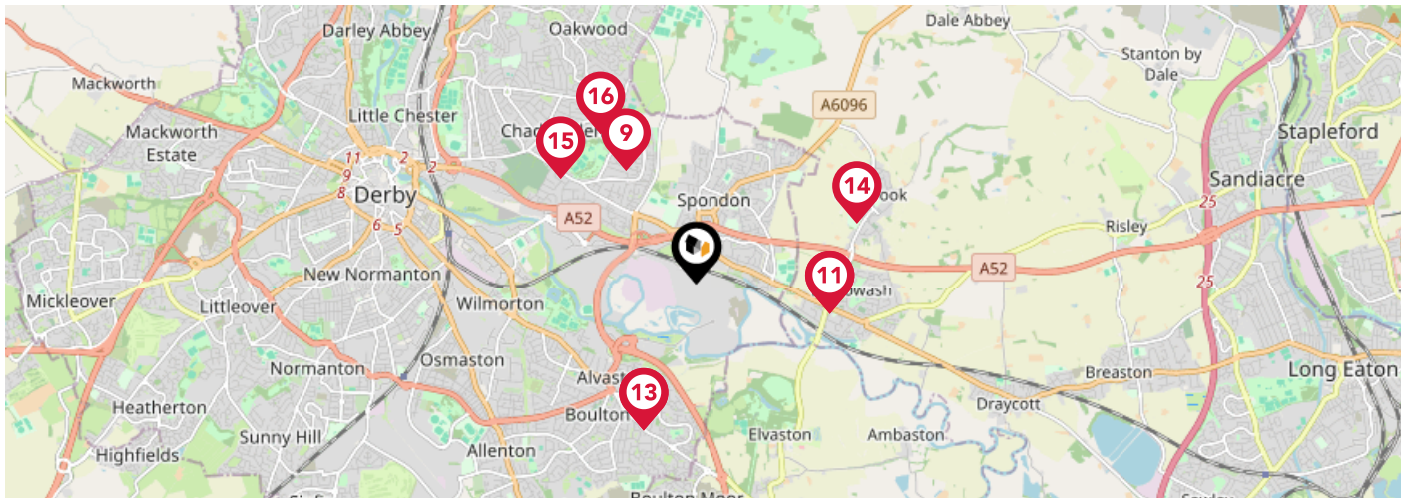 Darley Abbey
Oakwood
Dale Abbey
Stanton by
Dale
Mackworth
16
A6096
Little Chester
Mackworth
Estate
15
9
Stapleford
11
2
2
9
8
Derby
6
5
14
Spondon
Sandiacre
25
A52
Risley
New Normanton
11
A52
25
Mickleover
Littleover
Wilmorton
Osmaston
Normanton
Breaston
Long Eaton
13
Heatherton
Boulton
Draycott
Sunny Hill
Highfields
Allenton
Elvaston
Ambaston
Boulton Moor